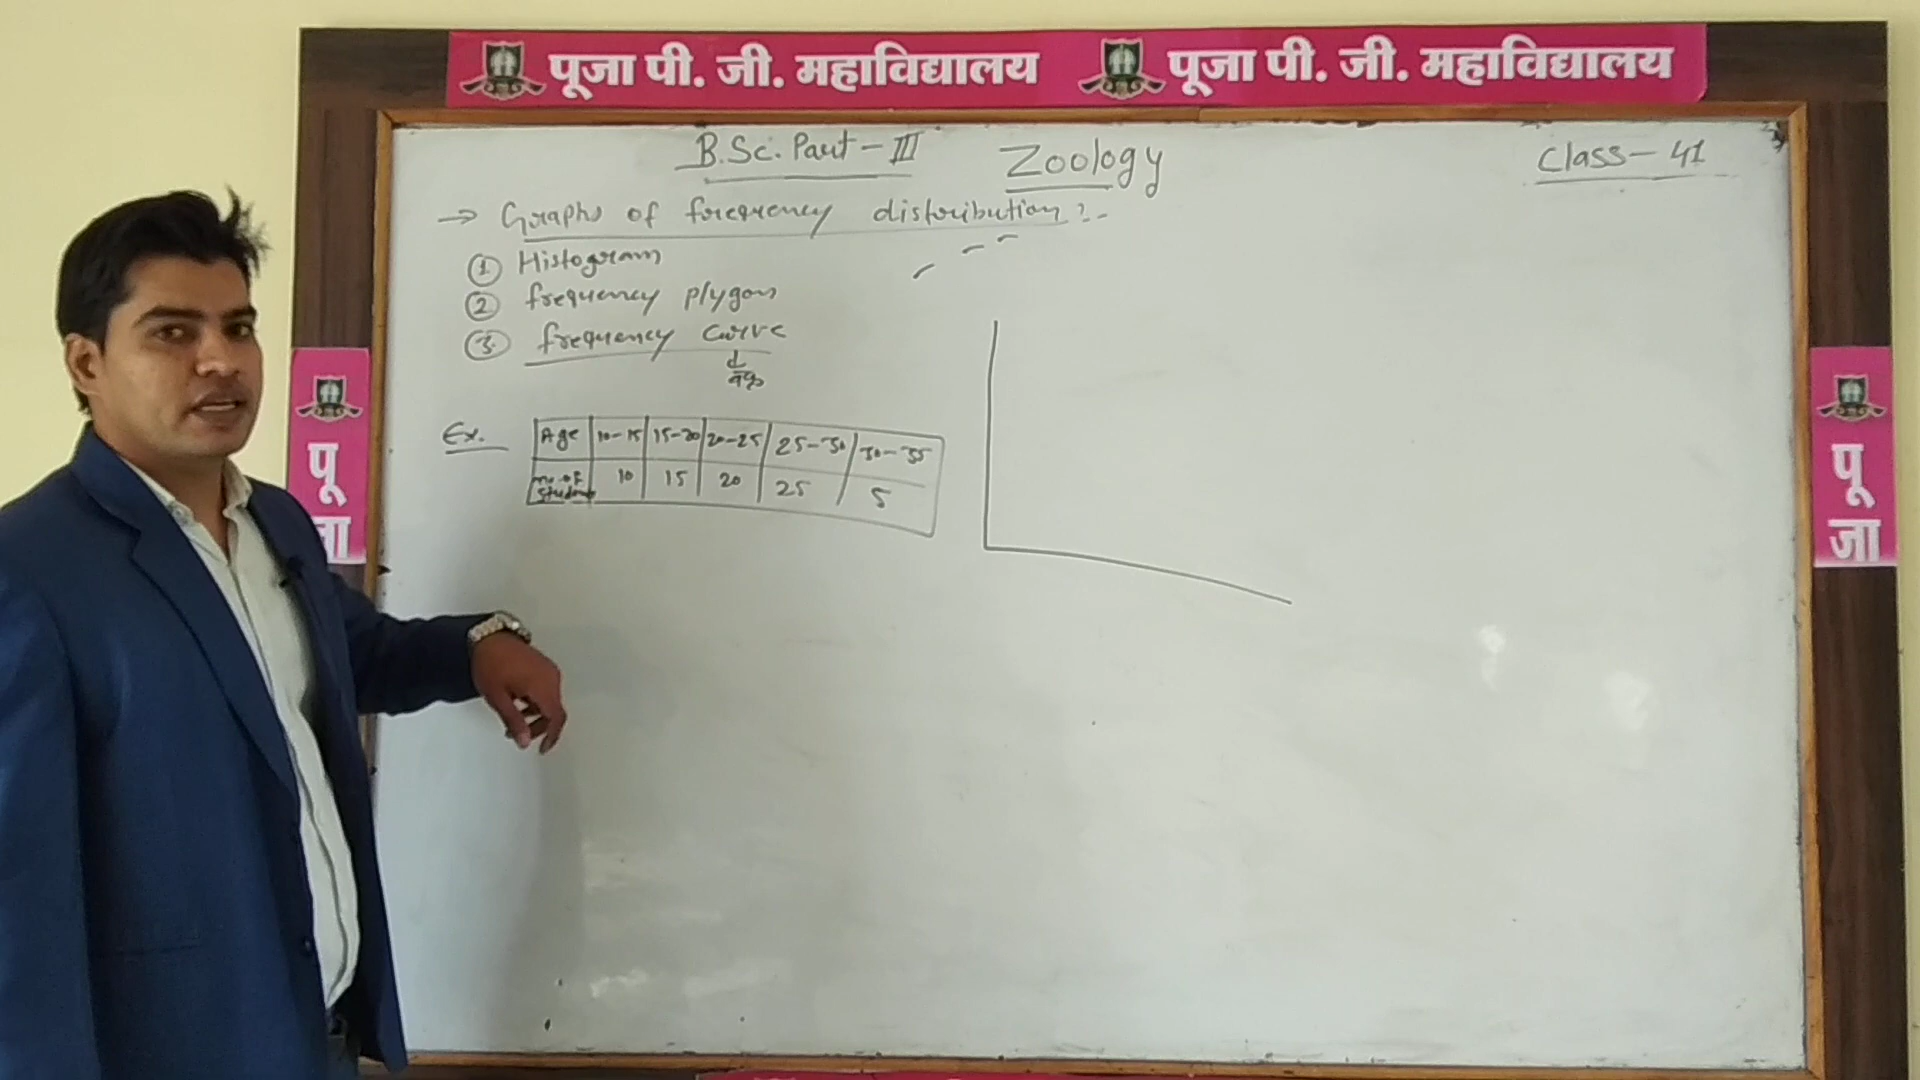 पूजा पी. जी. महाविद्यालय पूजा पी. जी. महाविद्यालय
B.Sc. Part - III Zoology Class - 41
→ Graphs of frequency distribution :-
① Histogram
② frequency plygon
③ frequency curve
Ex.
Age 10-15 15-20 20-25 25-30 30-35
no. of student 10 15 20 25 5
पू
जा
पू
जा